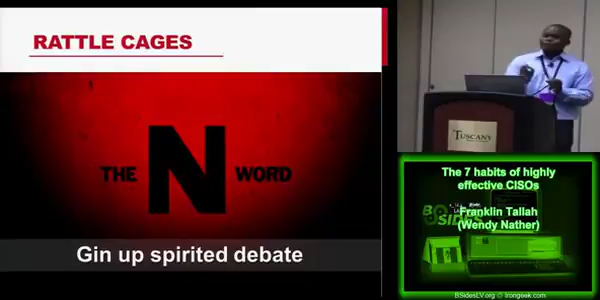 RATTLE CAGES
THE N WORD
Gin up spirited debate
TUSCANY
The 7 habits of highly
effective CISOs
Franklin Tallah
(Wendy Nather)
BSIDES
BSidesLV.org @ Irongeek.com